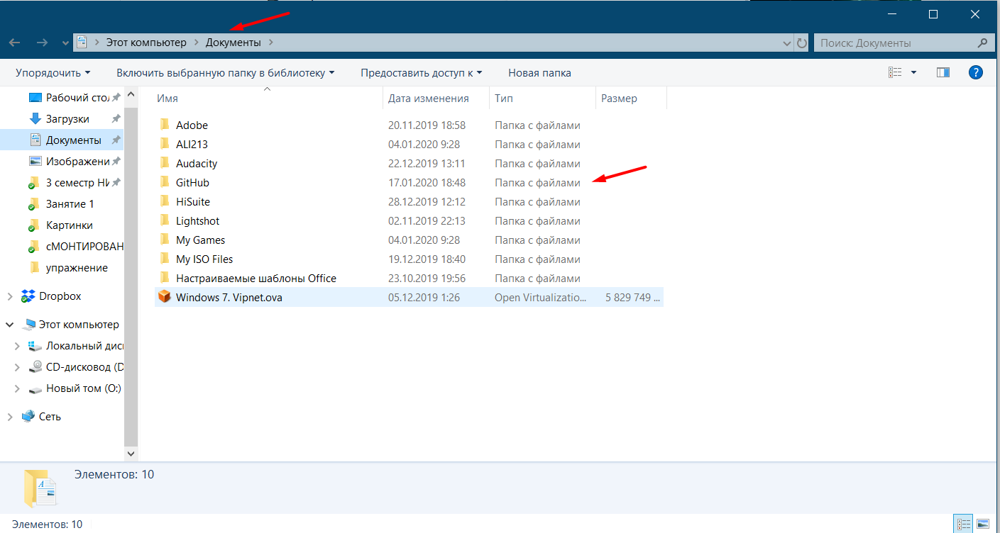 Этот компьютер Документы
Поиск: Документы
Упорядочить Включить выбранную папку в библиотеку Предоставить доступ к Новая папка ?
Рабочий стол
Загрузки
Документы
Изображени
3 семестр НИ
Занятие 1
Картинки
сМОНТИРОВАН
упражнение
Dropbox
Этот компьютер
Локальный дис
CD-дисковод (D
Новый том (O:)
Сеть
Имя Дата изменения Тип Размер
Adobe 20.11.2019 18:58 Папка с файлами
ALI213 04.01.2020 9:28 Папка с файлами
Audacity 22.12.2019 13:11 Папка с файлами
GitHub 17.01.2020 18:48 Папка с файлами
HiSuite 28.12.2019 12:12 Папка с файлами
Lightshot 02.11.2019 22:13 Папка с файлами
My Games 04.01.2020 9:28 Папка с файлами
My ISO Files 19.12.2019 18:40 Папка с файлами
Настраиваемые шаблоны Office 23.10.2019 19:56 Папка с файлами
Windows 7. Vipnet.ova 05.12.2019 1:26 Open Virtualizatio... 5 829 749 ...
Элементов: 10
Элементов: 10